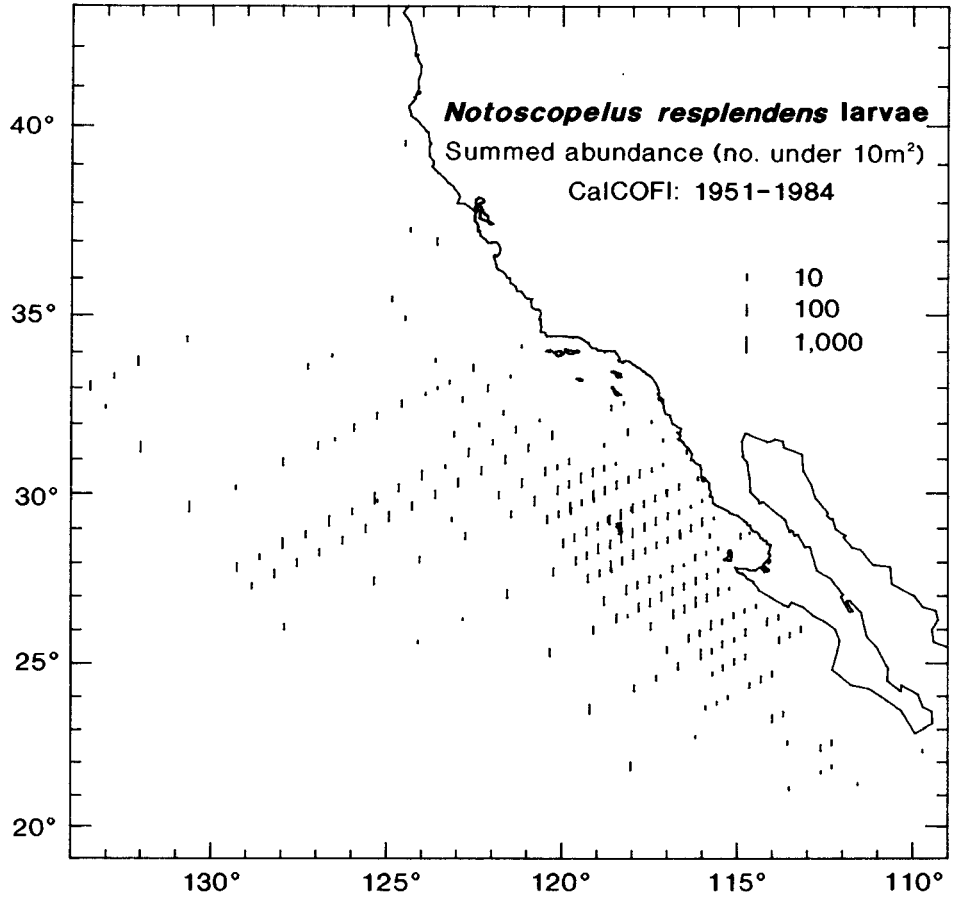 Notoscopelus resplendens larvae
Summed abundance (no. under 10m²)
CalCOFI: 1951–1984
10
100
1,000
40°
35°
30°
25°
20°
130° 125° 120° 115° 110°